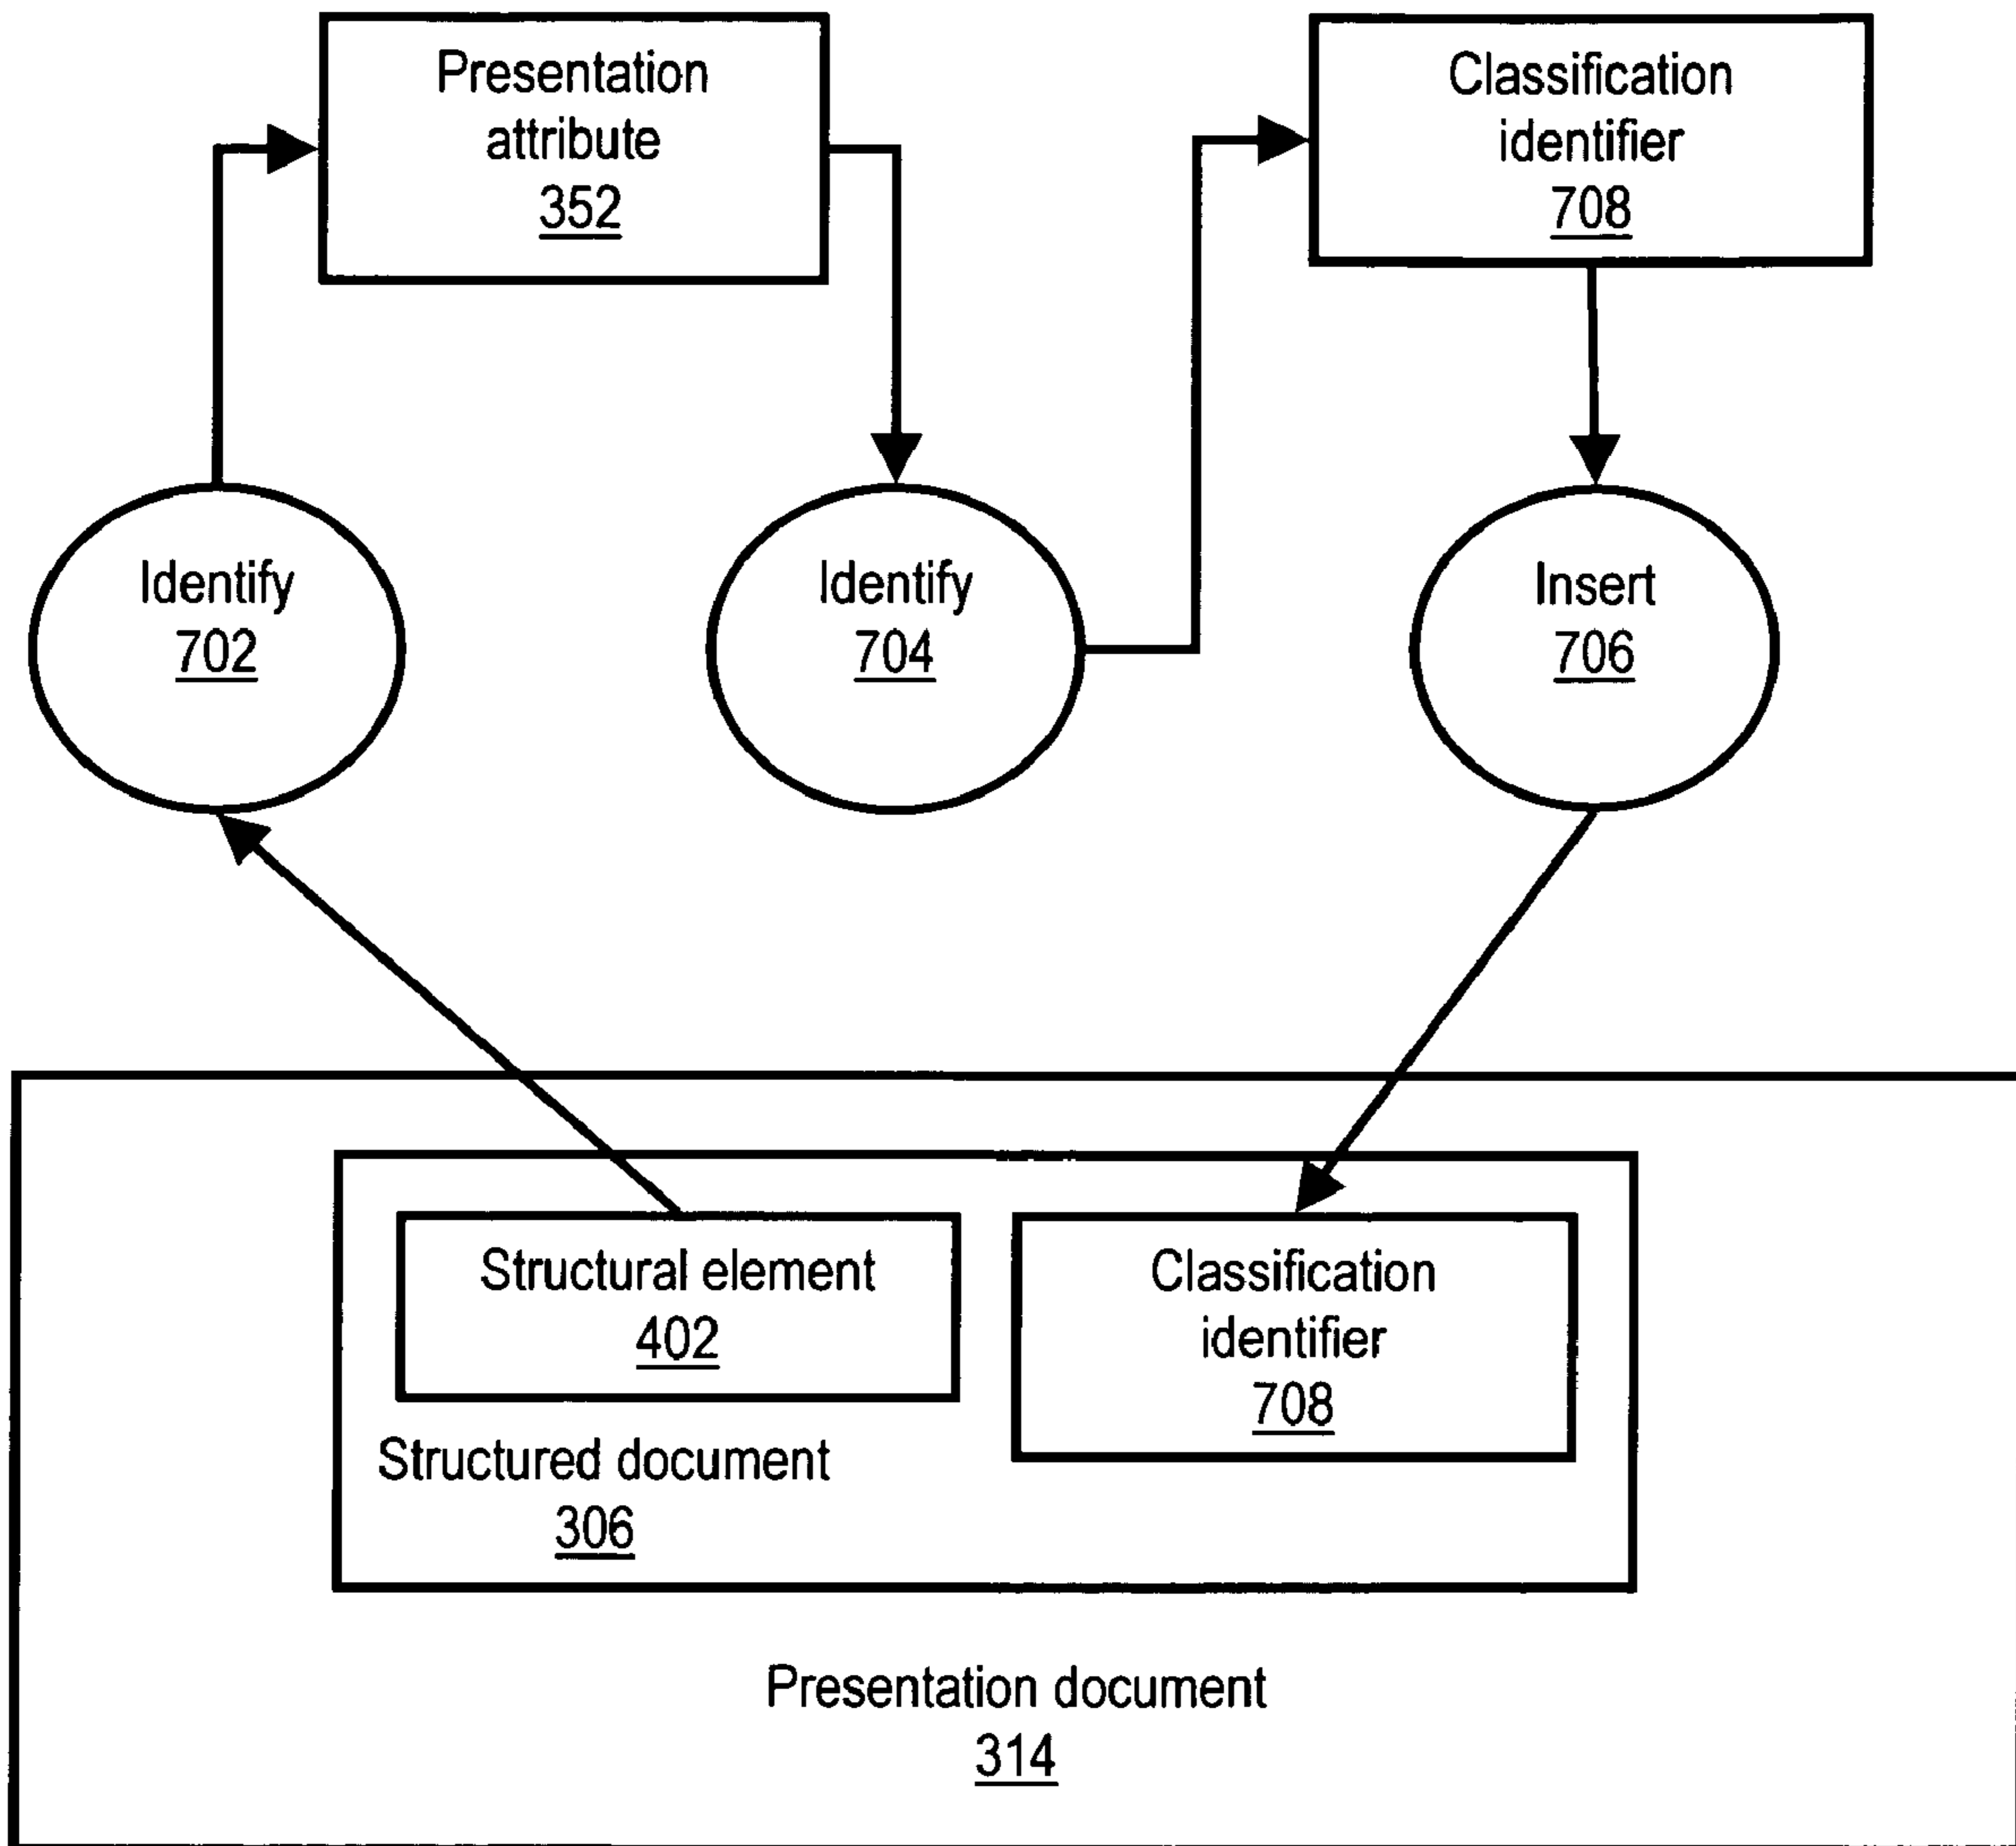 Presentation
attribute
352
Classification
identifier
708
Identify
702
Identify
704
Insert
706
Structural element
402
Classification
identifier
708
Structured document
306
Presentation document
314